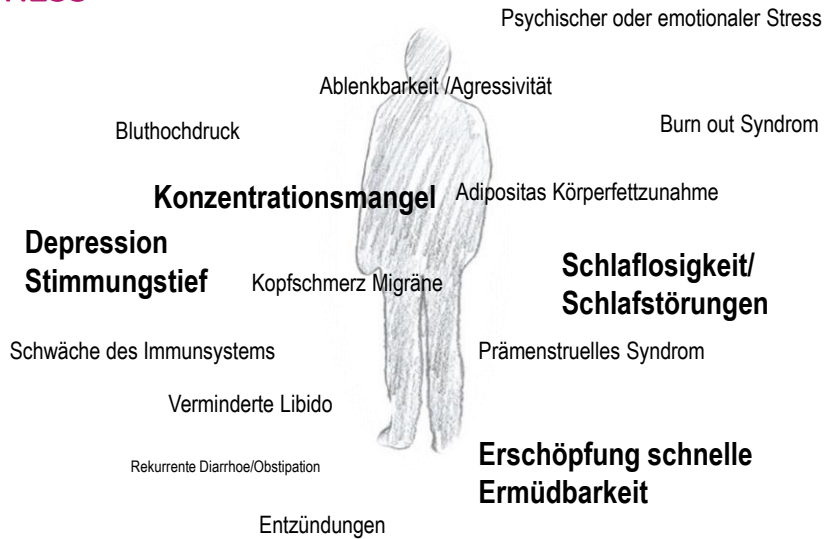 Psychischer oder emotionaler Stress
Ablenkbarkeit /Agressivität
Bluthochdruck
Burn out Syndrom
Konzentrationsmangel
Adipositas Körperfettzunahme
Depression
Stimmungstief
Kopfschmerz Migräne
Schlaflosigkeit/
Schlafstörungen
Schwäche des Immunsystems
Prämenstruelles Syndrom
Verminderte Libido
Rekurrente Diarrhoe/Obstipation
Erschöpfung schnelle
Ermüdbarkeit
Entzündungen